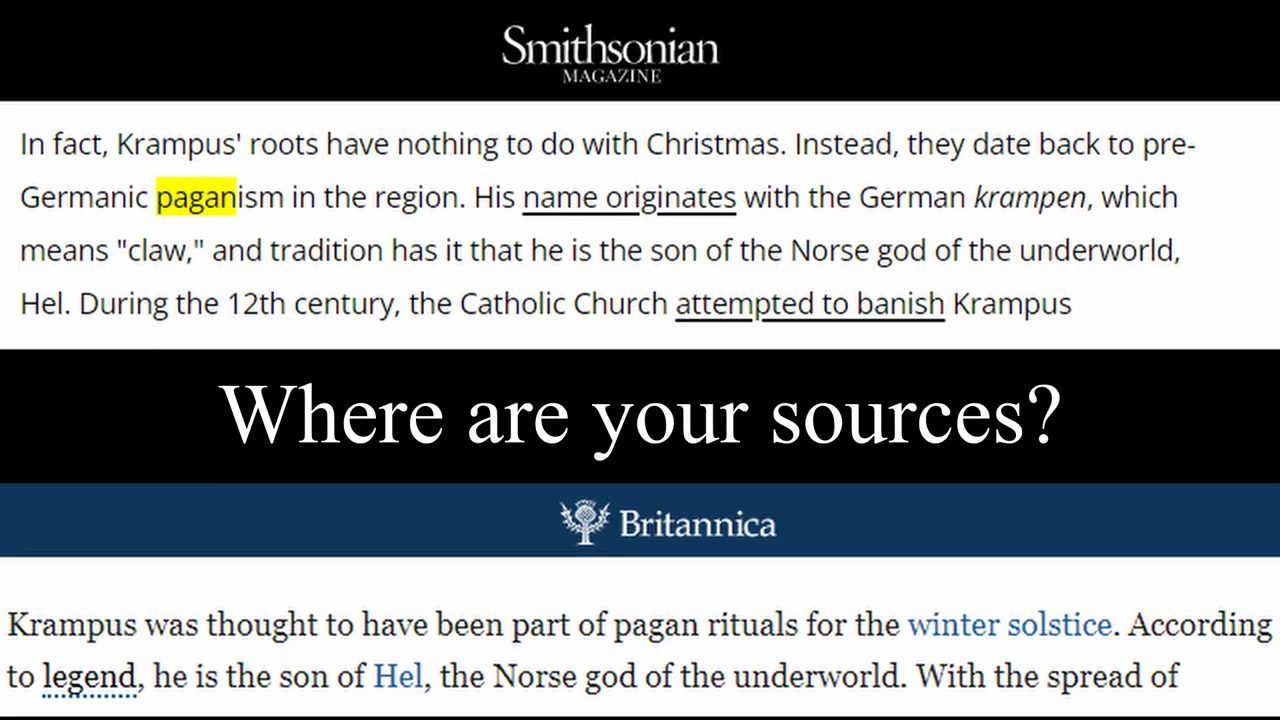 Smithsonian
MAGAZINE
In fact, Krampus' roots have nothing to do with Christmas. Instead, they date back to pre-
Germanic paganism in the region. His name originates with the German krampen, which
means "claw," and tradition has it that he is the son of the Norse god of the underworld,
Hel. During the 12th century, the Catholic Church attempted to banish Krampus
Where are your sources?
Britannica
Krampus was thought to have been part of pagan rituals for the winter solstice. According
to legend, he is the son of Hel, the Norse god of the underworld. With the spread of